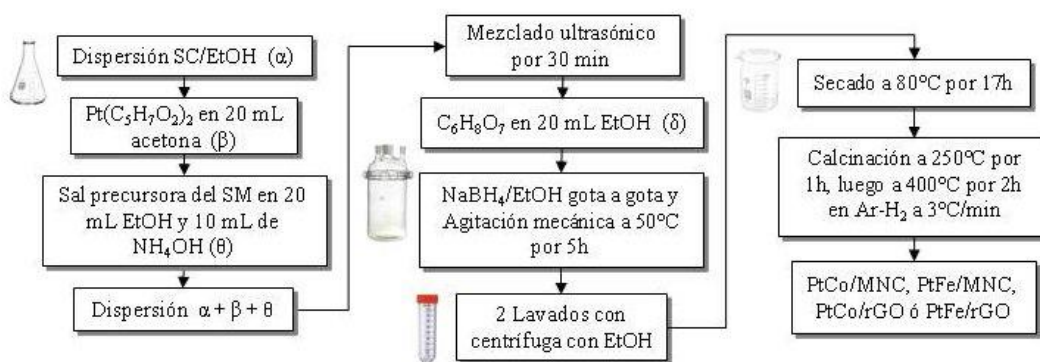 Dispersión SC/EtOH (α)
Pt(C₅H₇O₂)₂ en 20 mL
acetona (β)
Sal precursora del SM en 20
mL EtOH y 10 mL de
NH₄OH (θ)
Dispersión α + β + θ
Mezclado ultrasónico
por 30 min
C₆H₈O₇ en 20 mL EtOH (δ)
NaBH₄/EtOH gota a gota y
Agitación mecánica a 50°C
por 5h
2 Lavados con
centrífuga con EtOH
Secado a 80°C por 17h
Calcinación a 250°C por
1h, luego a 400°C por 2h
en Ar-H₂ a 3°C/min
PtCo/MNC, PtFe/MNC,
PtCo/rGO ó PtFe/rGO